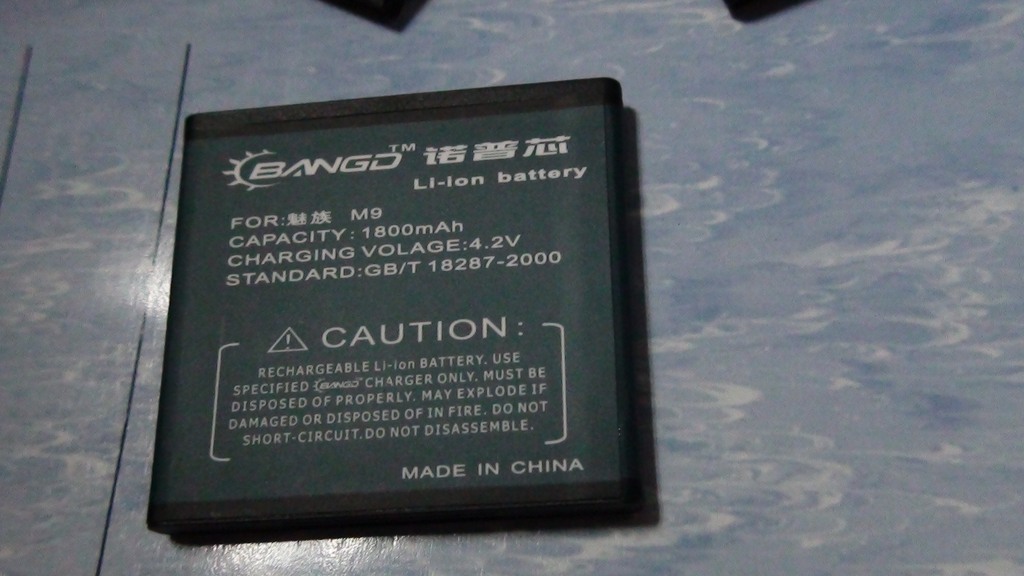 BANGD™ 诺普芯
Li-ion battery
FOR:魅族 M9
CAPACITY: 1800mAh
CHARGING VOLAGE:4.2V
STANDARD:GB/T 18287-2000
CAUTION:
RECHARGEABLE Li-ion BATTERY. USE
SPECIFIED BANGD CHARGER ONLY. MUST BE
DISPOSED OF PROPERLY. MAY EXPLODE IF
DAMAGED OR DISPOSED OF IN FIRE. DO NOT
SHORT-CIRCUIT.DO NOT DISASSEMBLE.
MADE IN CHINA